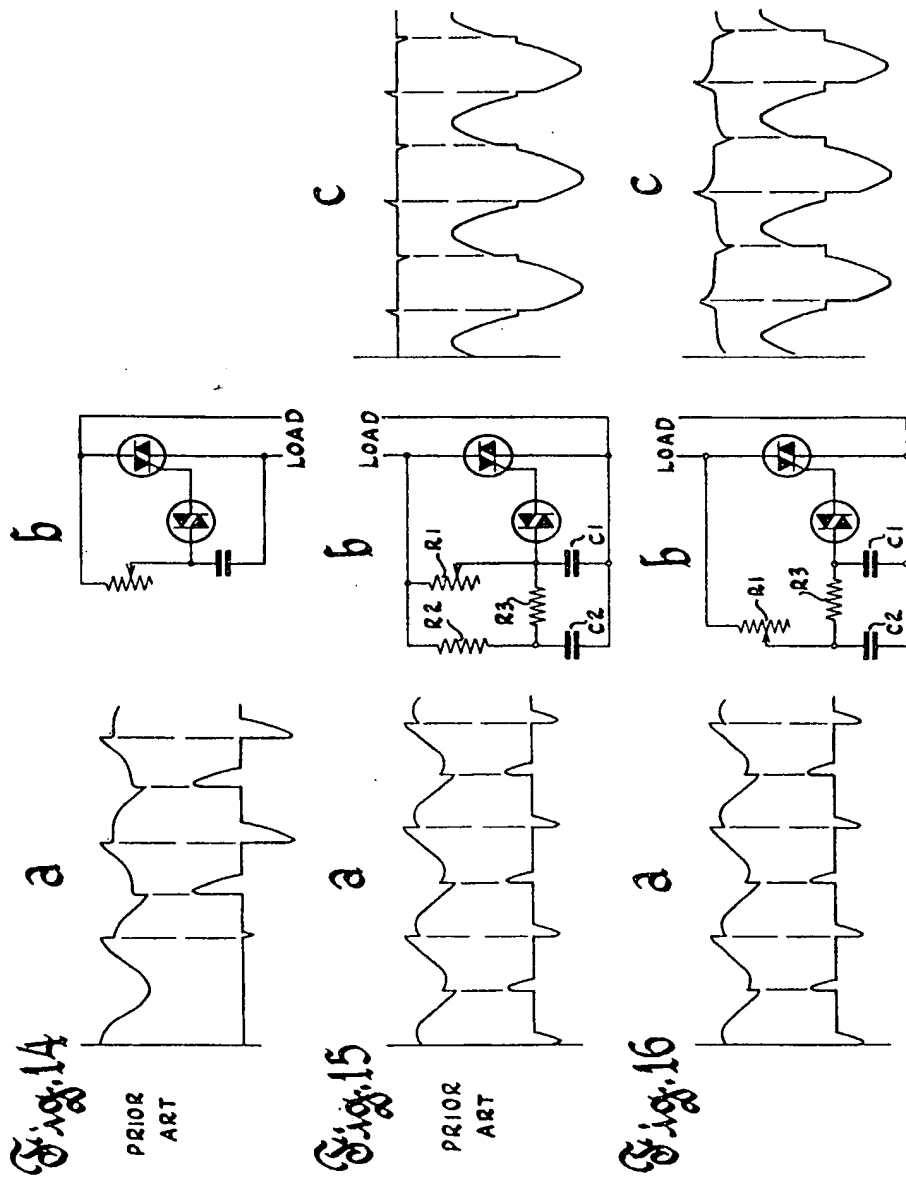 Fig. 14
PRIOR
ART
a
b
LOAD
Fig. 15
PRIOR
ART
a
b
R2
R1
R3
C2
C1
LOAD
c
Fig. 16
a
b
R1
R3
C2
C1
LOAD
c